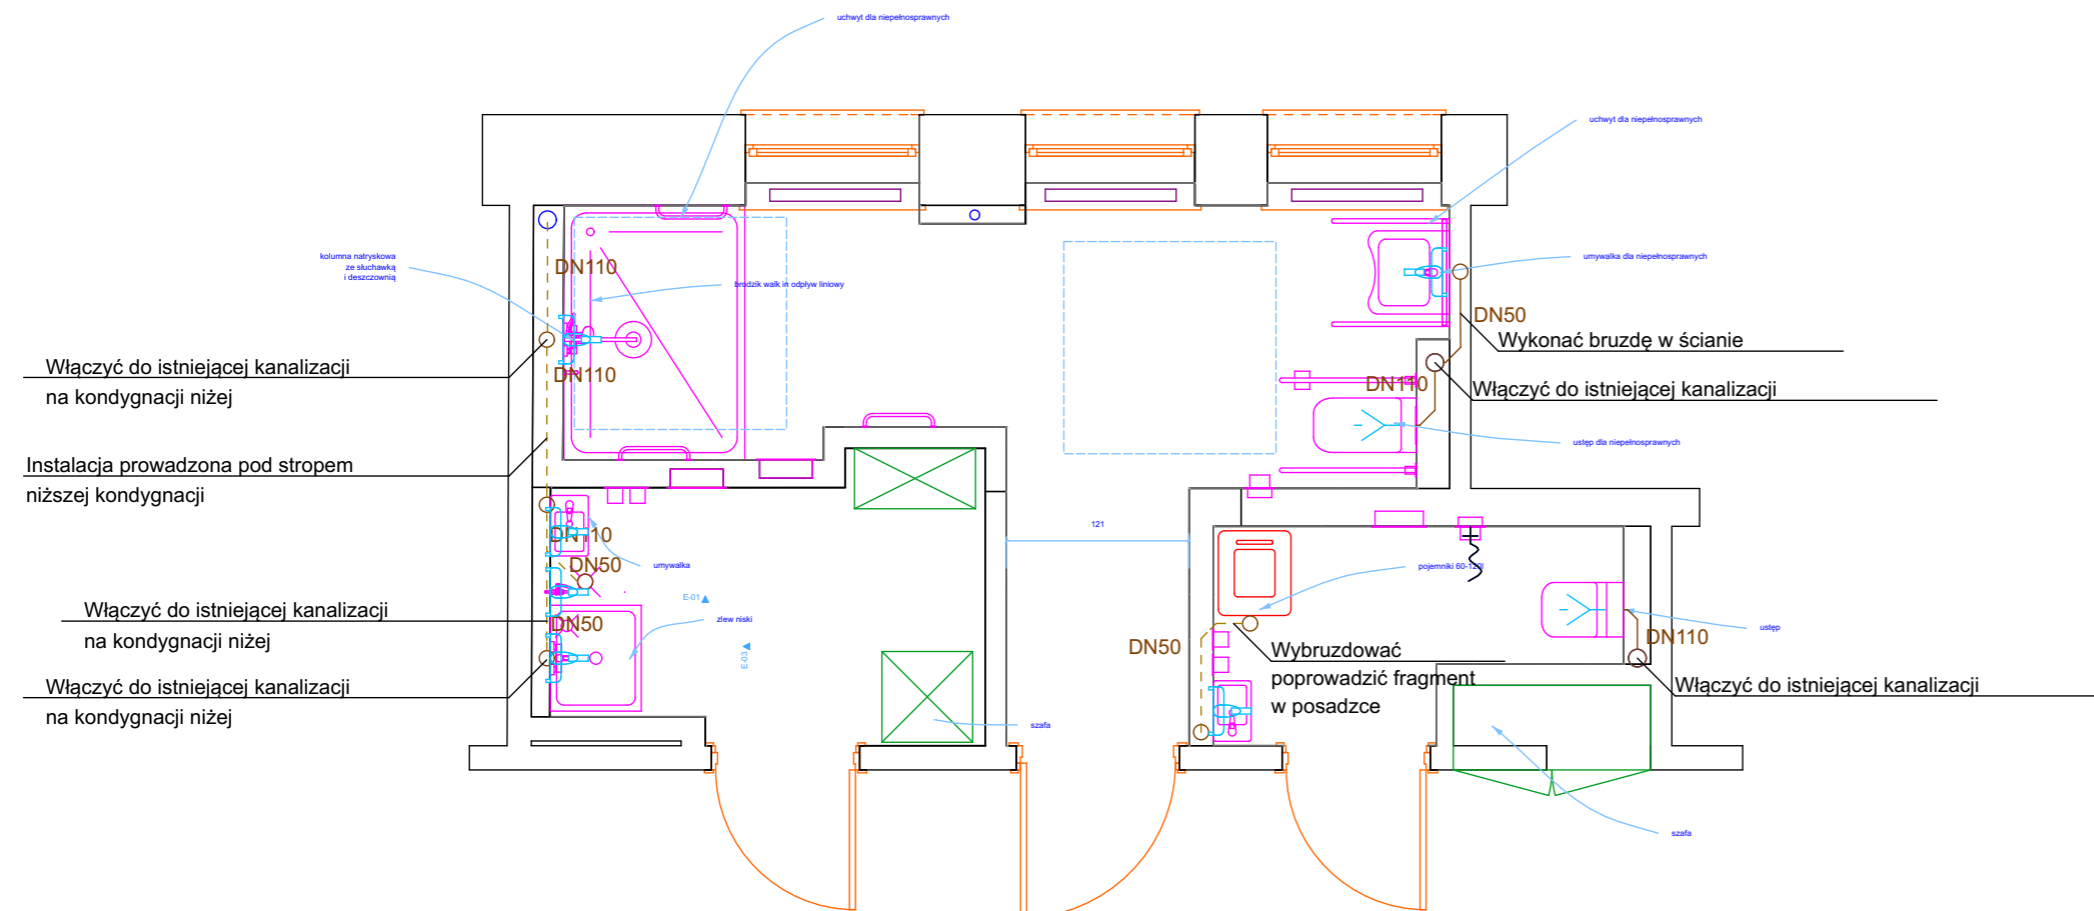 uchwyt dla niepełnosprawnych
uchwyt dla niepełnosprawnych
kolumna natryskowa
ze słuchawką
i deszczownią
umywalka dla niepełnosprawnych
DN110
brodzik walk in odpływ liniowy
DN50
Wykonać bruzdę w ścianie
Włączyć do istniejącej kanalizacji
na kondygnacji niżej
DN110
DN110
Włączyć do istniejącej kanalizacji
ustęp dla niepełnosprawnych
Instalacja prowadzona pod stropem
niższej kondygnacji
121
DN110
DN50
umywalka
pojemniki 60-120l
E-01
Włączyć do istniejącej kanalizacji
na kondygnacji niżej
DN50
zlew niski
E-03
ustęp
DN50
DN110
Wybruzdować
poprowadzić fragment
w posadzce
Włączyć do istniejącej kanalizacji
na kondygnacji niżej
Włączyć do istniejącej kanalizacji
szafa
szafa